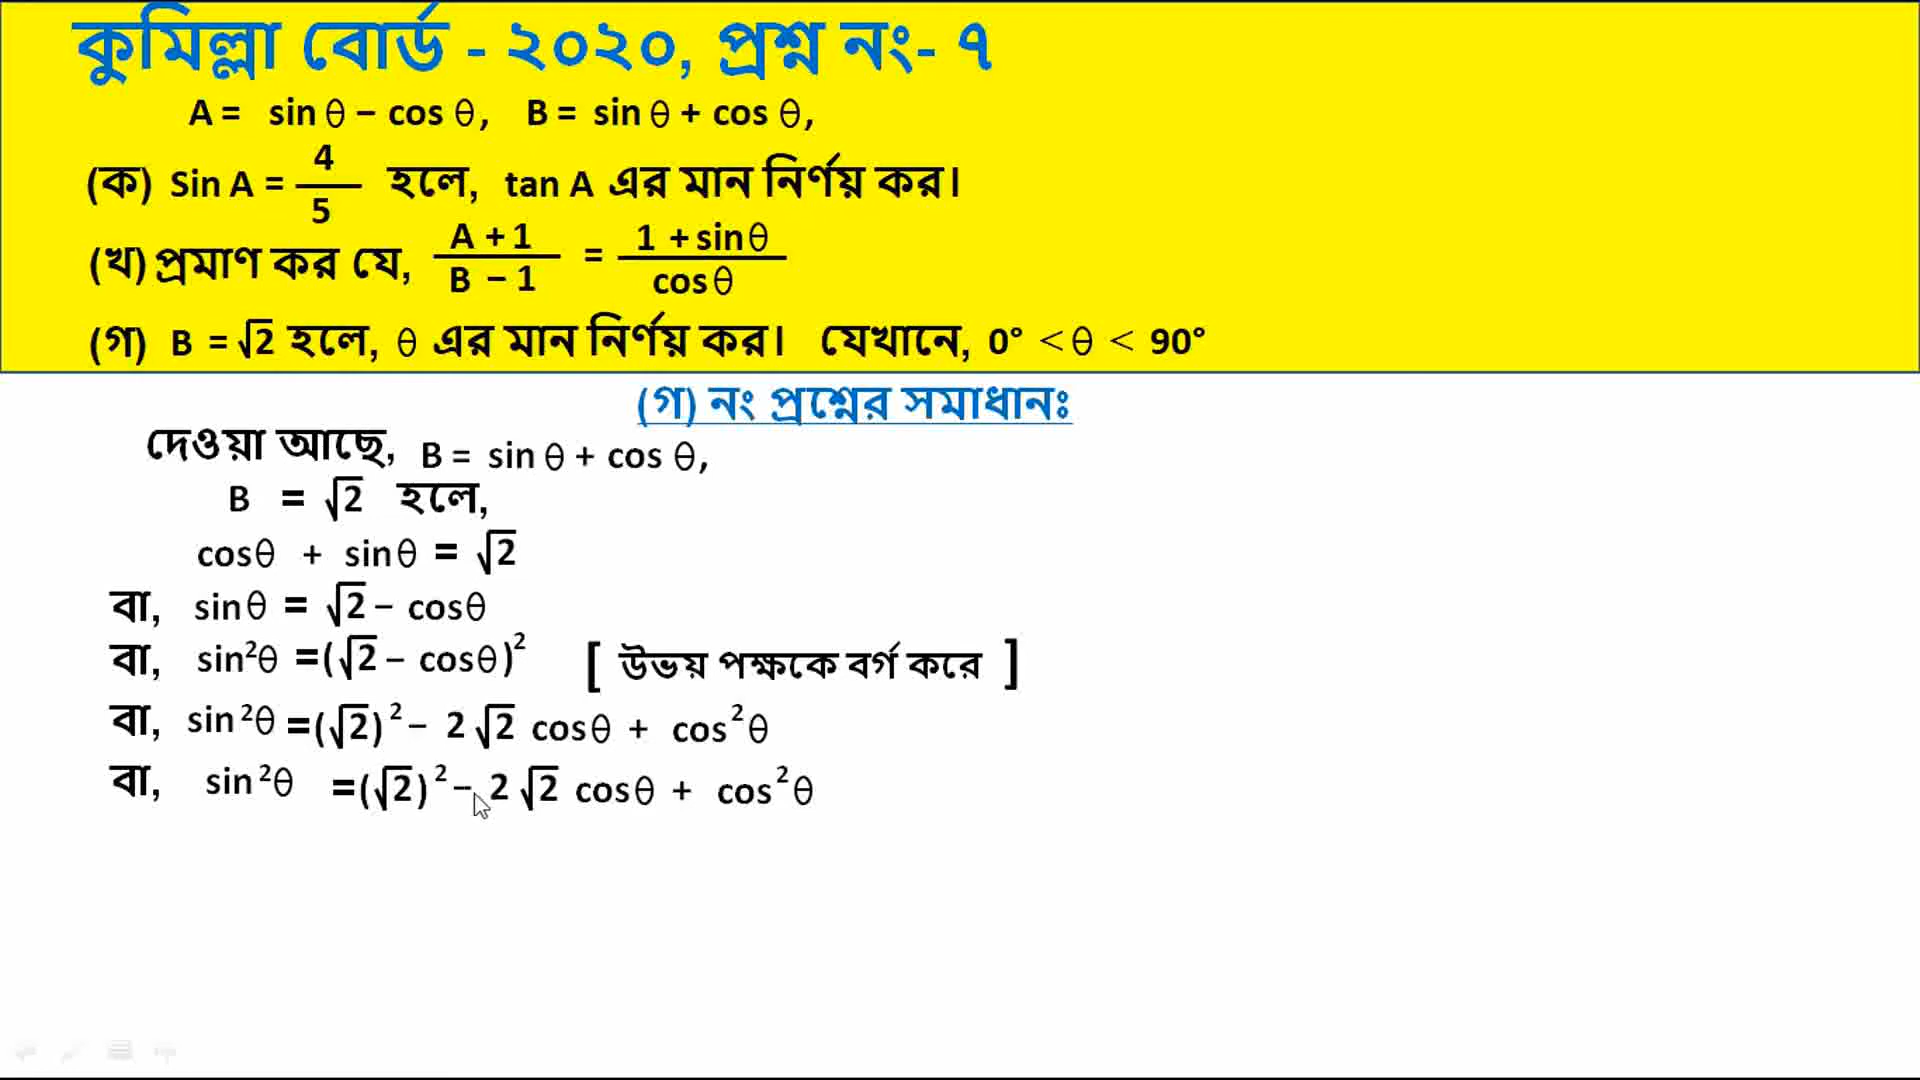 কুমিল্লা বোর্ড - ২০২০, প্রশ্ন নং- ৭
A = sin θ − cos θ, B = sin θ + cos θ,
(ক) Sin A = 4/5 হলে, tan A এর মান নির্ণয় কর।
(খ) প্রমাণ কর যে, (A + 1)/(B − 1) = (1 + sin θ)/(cos θ)
(গ) B = √2 হলে, θ এর মান নির্ণয় কর। যেখানে, 0° < θ < 90°
(গ) নং প্রশ্নের সমাধানঃ
দেওয়া আছে, B = sin θ + cos θ,
B = √2 হলে,
cosθ + sinθ = √2
বা, sinθ = √2 − cosθ
বা, sin²θ =(√2 − cosθ)² [ উভয় পক্ষকে বর্গ করে ]
বা, sin²θ =(√2)² − 2√2 cosθ + cos²θ
বা, sin²θ =(√2)² − 2√2 cosθ + cos²θ